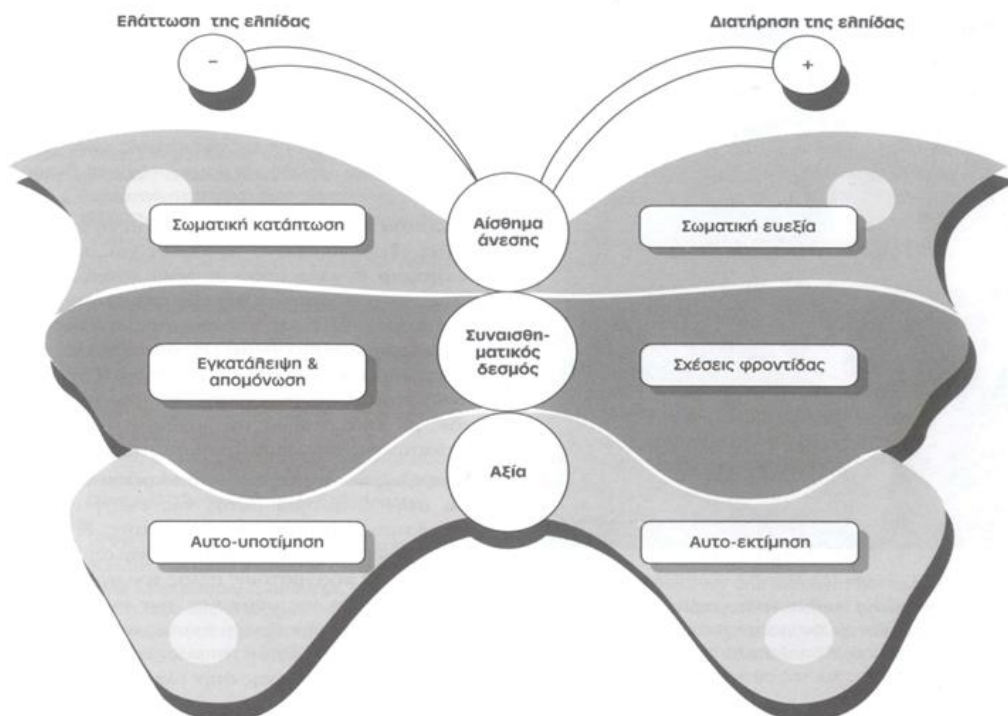 Ελάττωση της ελπίδας
Διατήρηση της ελπίδας
−
+
Σωματική κατάπτωση
Αίσθημα
άνεσης
Σωματική ευεξία
Εγκατάλειψη &
απομόνωση
Συναισθη-
ματικός
δεσμός
Σχέσεις φροντίδας
Αξία
Αυτο-υποτίμηση
Αυτο-εκτίμηση